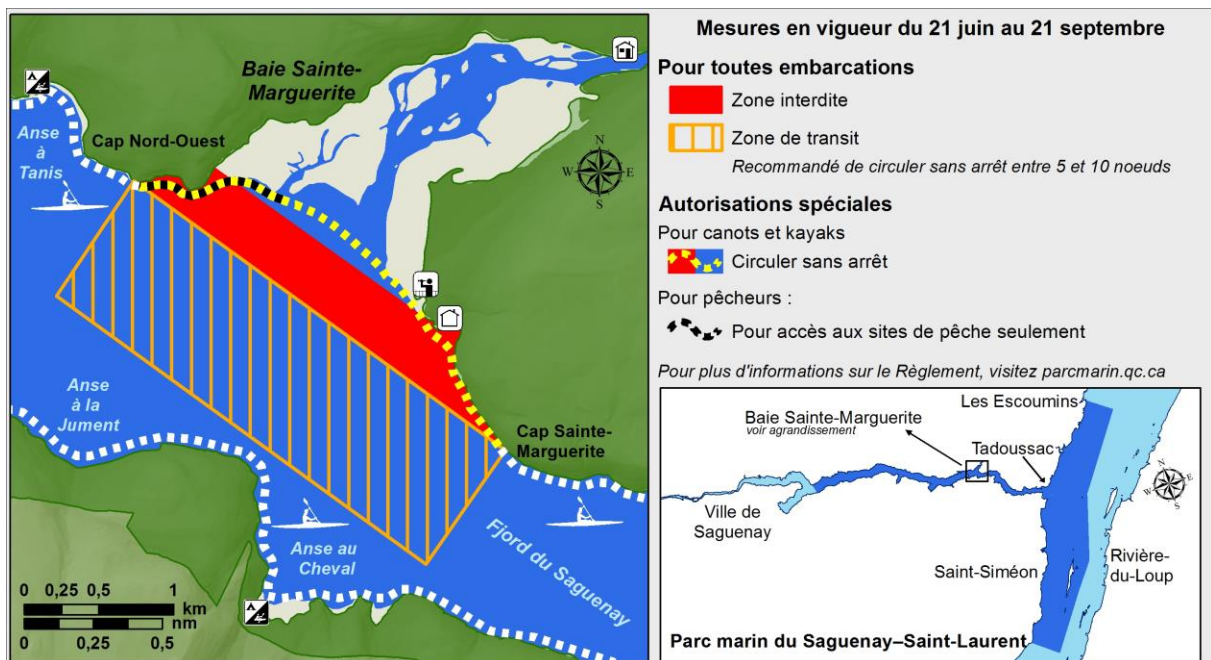 Baie Sainte-
Marguerite
Cap Nord-Ouest
Anse
à
Tanis
N
W
E
S
Anse
à la
Jument
Cap Sainte-
Marguerite
Fjord du Saguenay
Anse au
Cheval
0 0,25 0,5 1
km
nm
0 0,25 0,5
Mesures en vigueur du 21 juin au 21 septembre
Pour toutes embarcations
Zone interdite
Zone de transit
Recommandé de circuler sans arrêt entre 5 et 10 noeuds
Autorisations spéciales
Pour canots et kayaks
Circuler sans arrêt
Pour pêcheurs :
Pour accès aux sites de pêche seulement
Pour plus d'informations sur le Règlement, visitez parcmarin.qc.ca
Les Escoumins
Baie Sainte-Marguerite
voir agrandissement
Tadoussac
N
W
E
S
Ville de
Saguenay
Saint-Siméon
Rivière-
du-Loup
Parc marin du Saguenay–Saint-Laurent